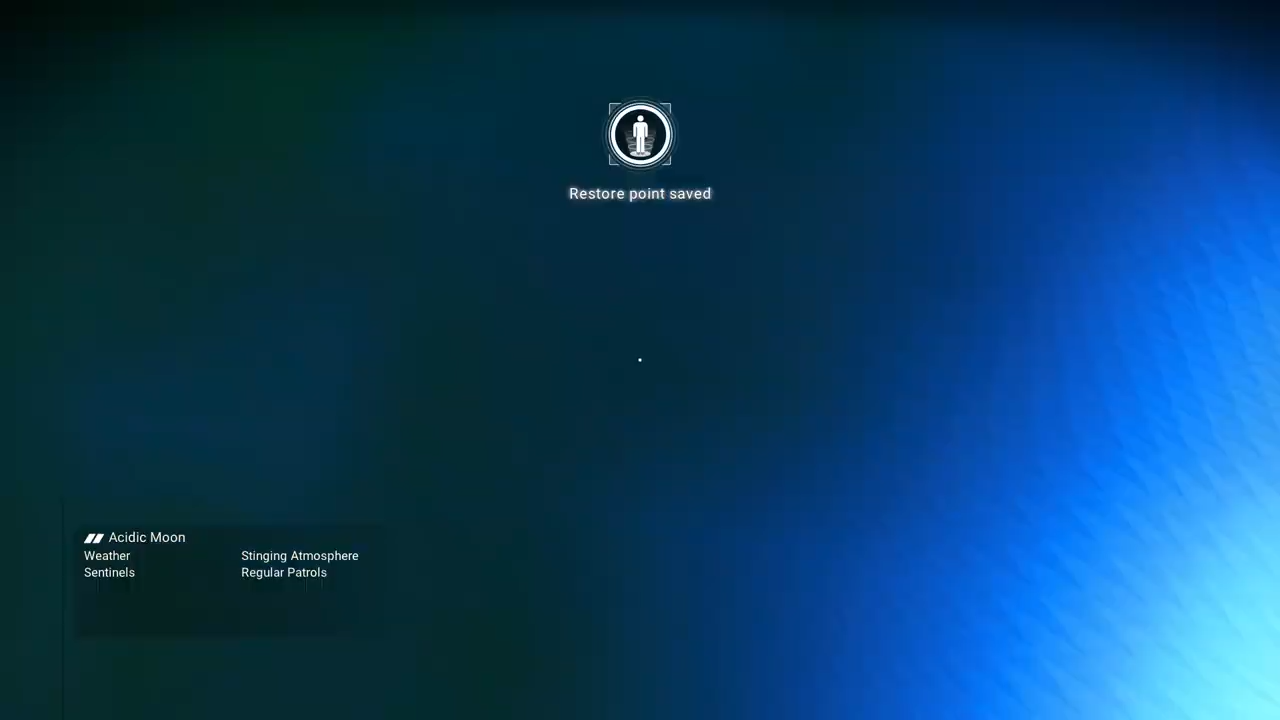 Restore point saved
Acidic Moon
Weather Stinging Atmosphere
Sentinels Regular Patrols